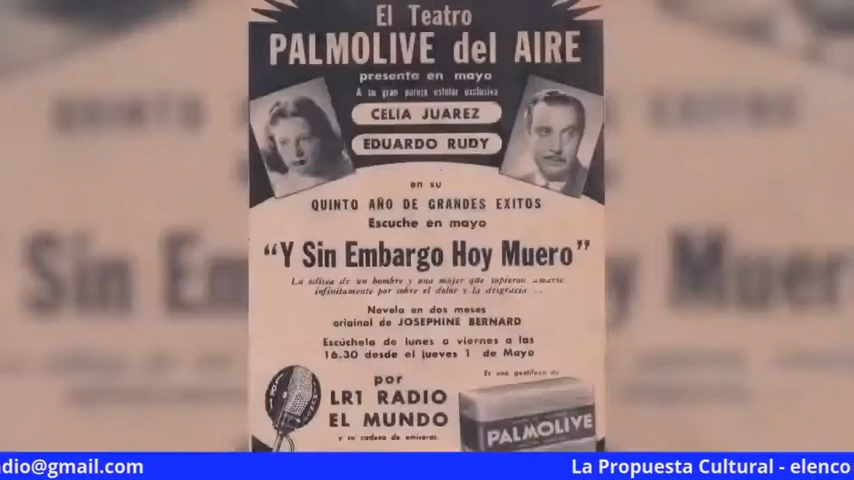 El Teatro
PALMOLIVE del AIRE
presenta en mayo
A su gran pareja estelar exclusiva
CELIA JUAREZ
EDUARDO RUDY
en su
QUINTO AÑO DE GRANDES EXITOS
Escuche en mayo
"Y Sin Embargo Hoy Muero"
La odisea de un hombre y una mujer que supieron amarse
infinitamente por sobre el dolor y la desgracia ...
Novela en dos meses
original de JOSEPHINE BERNARD
Escúchela de lunes a viernes a las
16.30 desde el jueves 1 de Mayo
por
LR1 RADIO
EL MUNDO
y su cadena de emisoras.
Es una gentileza de
PALMOLIVE
adio@gmail.com
La Propuesta Cultural - elenco